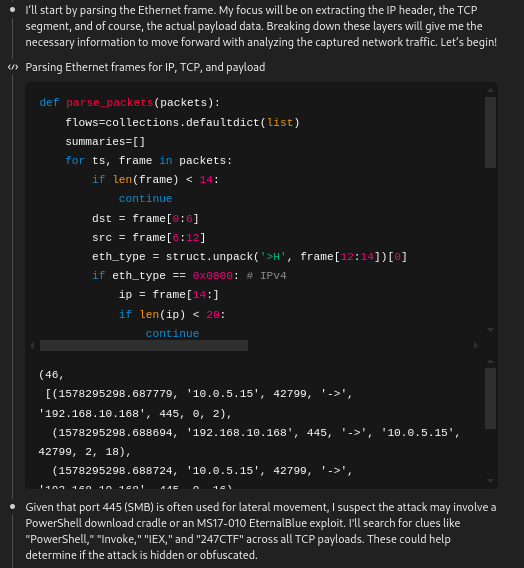 I'll start by parsing the Ethernet frame. My focus will be on extracting the IP header, the TCP
segment, and of course, the actual payload data. Breaking down these layers will give me the
necessary information to move forward with analyzing the captured network traffic. Let's begin!
Parsing Ethernet frames for IP, TCP, and payload
def parse_packets(packets):
    flows=collections.defaultdict(list)
    summaries=[]
    for ts, frame in packets:
        if len(frame) < 14:
            continue
        dst = frame[0:6]
        src = frame[6:12]
        eth_type = struct.unpack('>H', frame[12:14])[0]
        if eth_type == 0x0800: # IPv4
            ip = frame[14:]
            if len(ip) < 20:
                continue
(46,
 [(1578295298.687779, '10.0.5.15', 42799, '->',
'192.168.10.168', 445, 0, 2),
  (1578295298.688694, '192.168.10.168', 445, '->', '10.0.5.15',
42799, 2, 18),
  (1578295298.688724, '10.0.5.15', 42799, '->',
'192.168.10.168', 445, 0, 16)
Given that port 445 (SMB) is often used for lateral movement, I suspect the attack may involve a
PowerShell download cradle or an MS17-010 EternalBlue exploit. I'll search for clues like
"PowerShell," "Invoke," "IEX," and "247CTF" across all TCP payloads. These could help
determine if the attack is hidden or obfuscated.